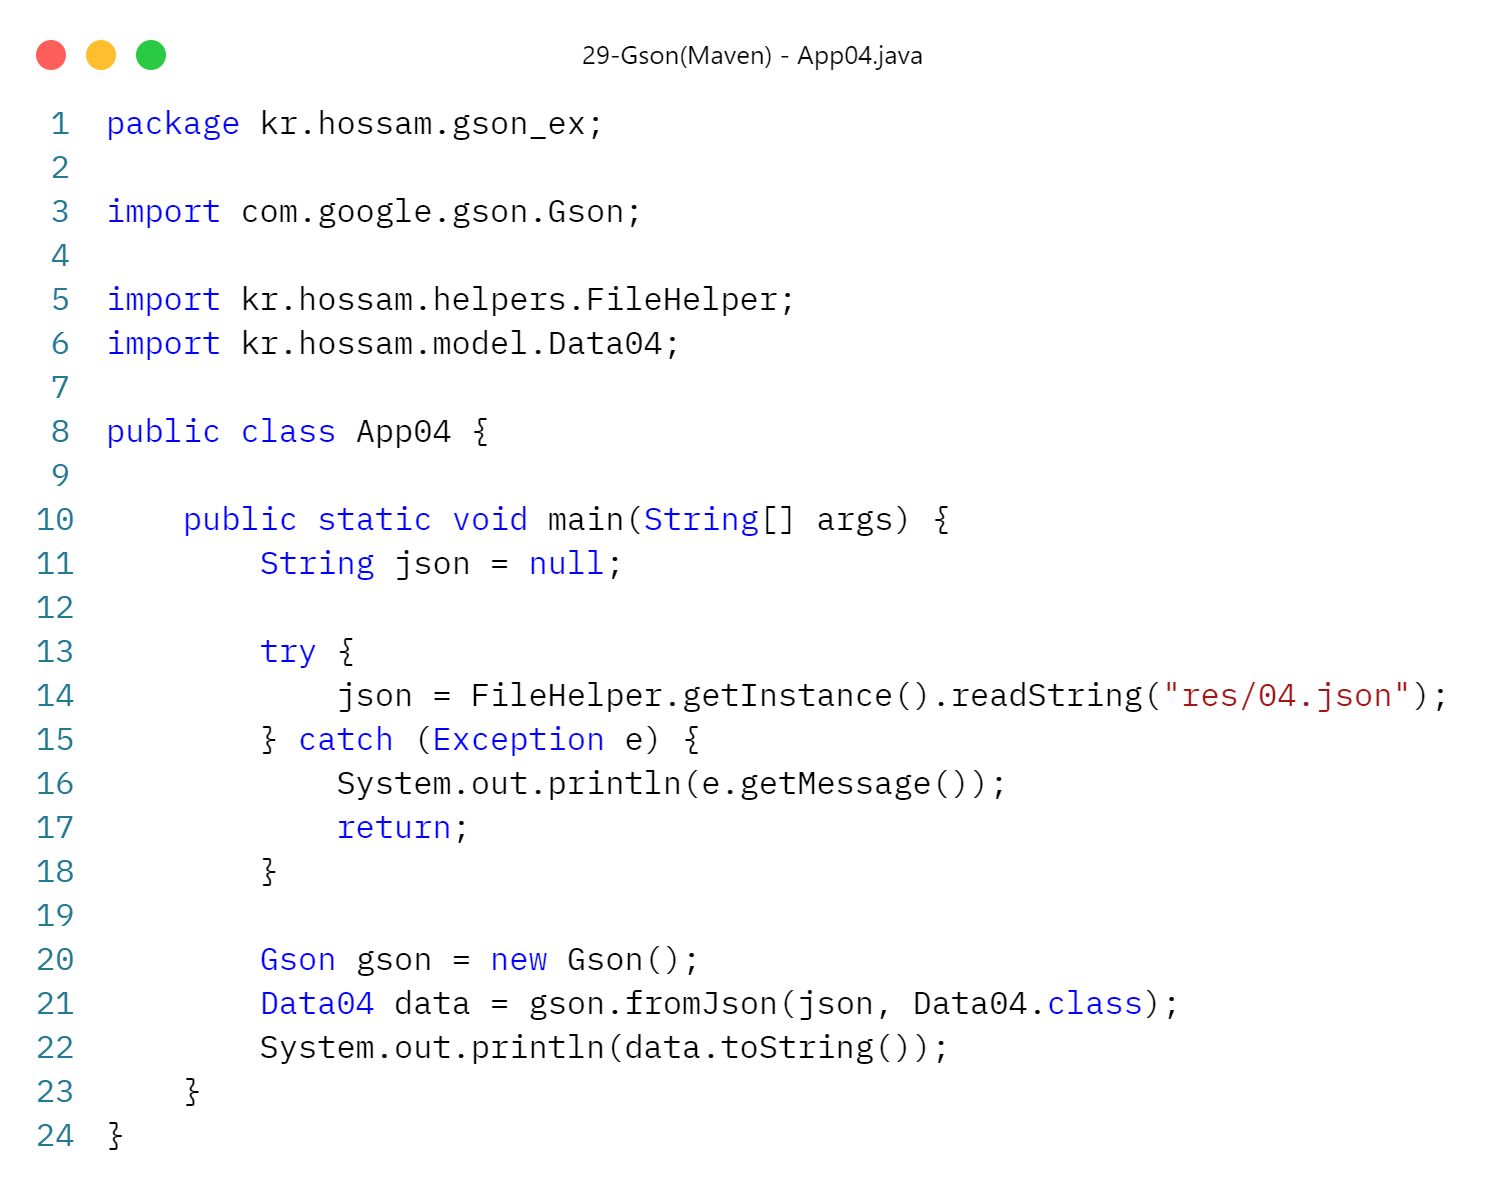 29-Gson(Maven) - App04.java
1 package kr.hossam.gson_ex;
2
3 import com.google.gson.Gson;
4
5 import kr.hossam.helpers.FileHelper;
6 import kr.hossam.model.Data04;
7
8 public class App04 {
9
10     public static void main(String[] args) {
11         String json = null;
12
13         try {
14             json = FileHelper.getInstance().readString("res/04.json");
15         } catch (Exception e) {
16             System.out.println(e.getMessage());
17             return;
18         }
19
20         Gson gson = new Gson();
21         Data04 data = gson.fromJson(json, Data04.class);
22         System.out.println(data.toString());
23     }
24 }